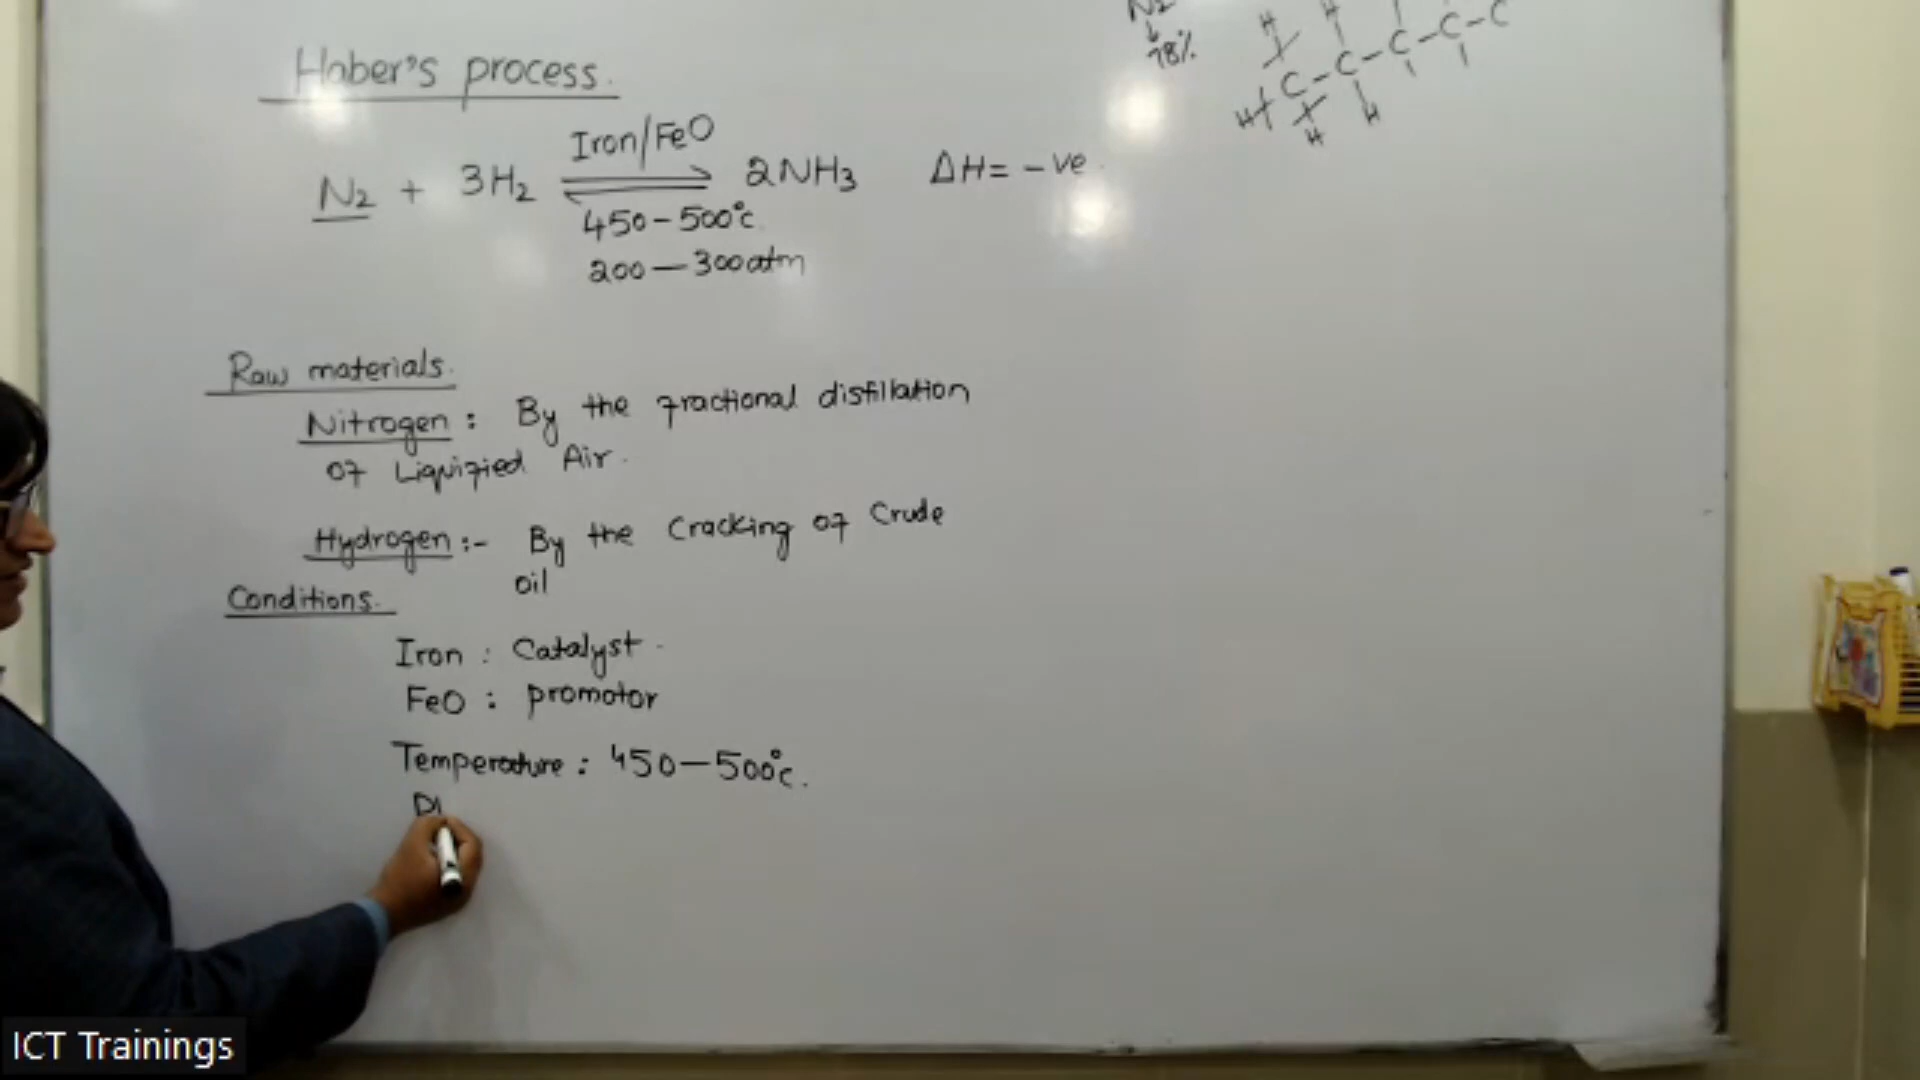 Haber's process.
N2 + 3H2 ⇌ 2NH3 ΔH = -ve
Iron/FeO
450-500°c.
200-300atm
N2
↓
78%
H H
C-C-C-C-C
H H H
Raw materials.
Nitrogen: By the fractional distillation
of Liquified Air.
Hydrogen:- By the Cracking of Crude
oil
Conditions.
Iron: Catalyst.
FeO: promotor
Temperature: 450-500°c.
ICT Trainings